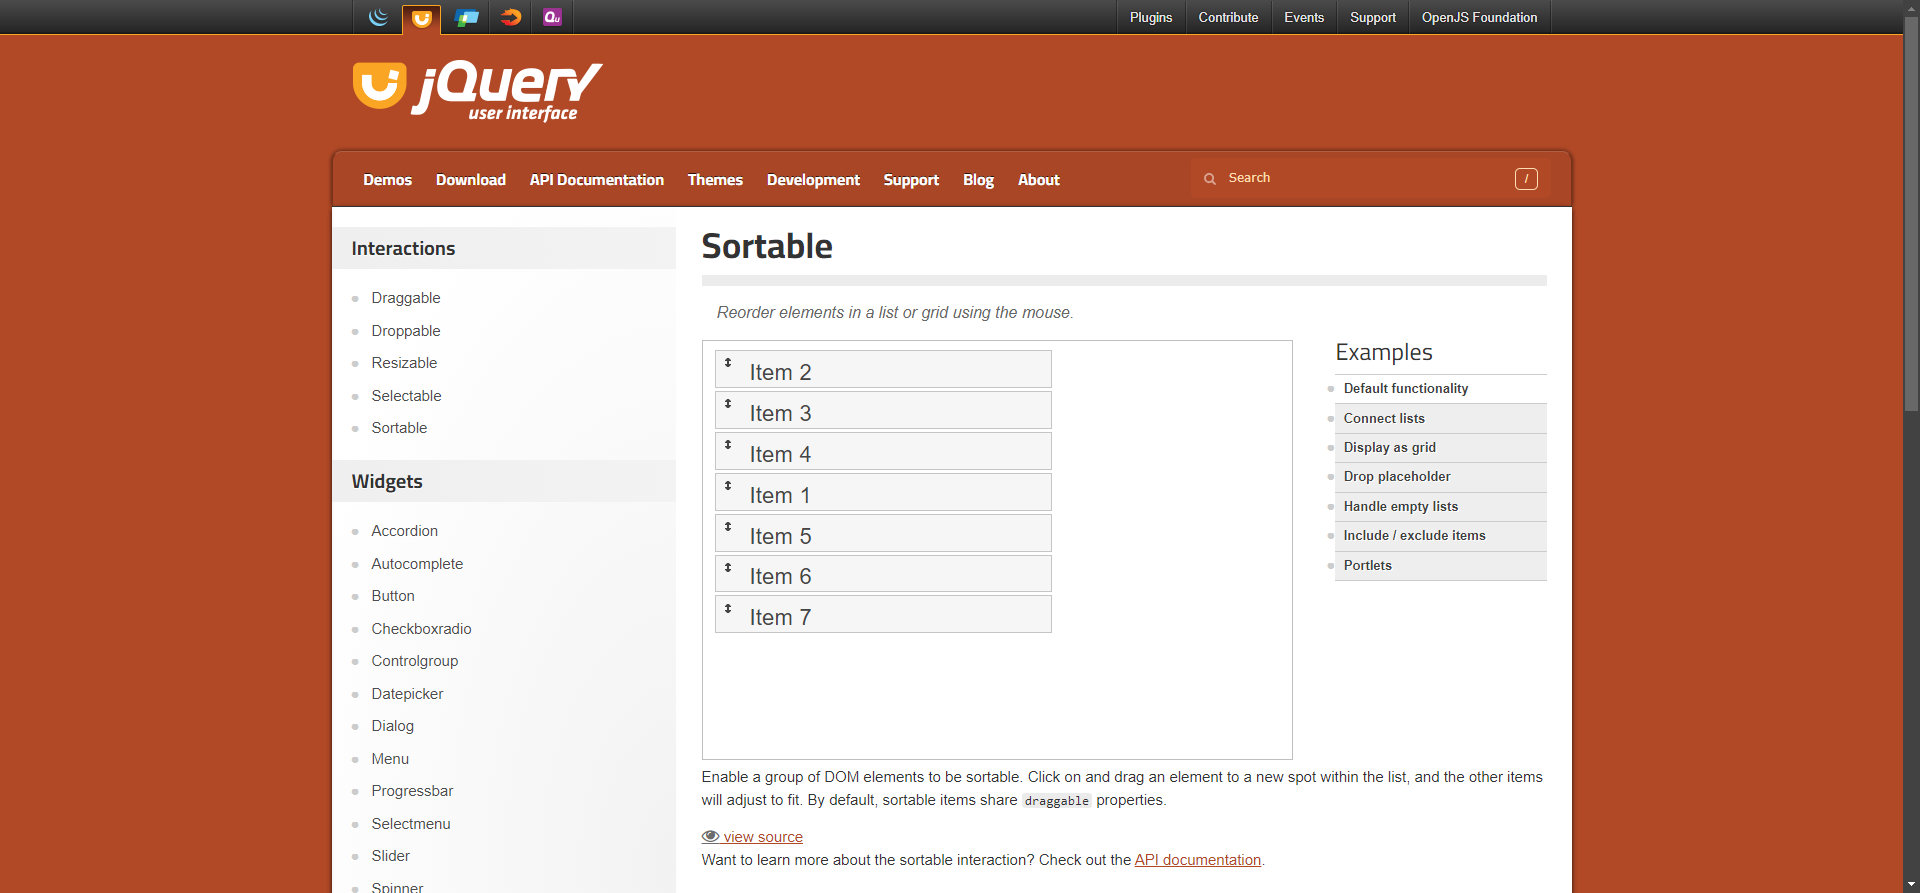 Plugins
Contribute
Events
Support
OpenJS Foundation
jQuery
user interface
Demos
Download
API Documentation
Themes
Development
Support
Blog
About
Search
/
Interactions
Draggable
Droppable
Resizable
Selectable
Sortable
Widgets
Accordion
Autocomplete
Button
Checkboxradio
Controlgroup
Datepicker
Dialog
Menu
Progressbar
Selectmenu
Slider
Spinner
Sortable
Reorder elements in a list or grid using the mouse.
Item 2
Item 3
Item 4
Item 1
Item 5
Item 6
Item 7
Examples
Default functionality
Connect lists
Display as grid
Drop placeholder
Handle empty lists
Include / exclude items
Portlets
Enable a group of DOM elements to be sortable. Click on and drag an element to a new spot within the list, and the other items
will adjust to fit. By default, sortable items share draggable properties.
view source
Want to learn more about the sortable interaction? Check out the API documentation.